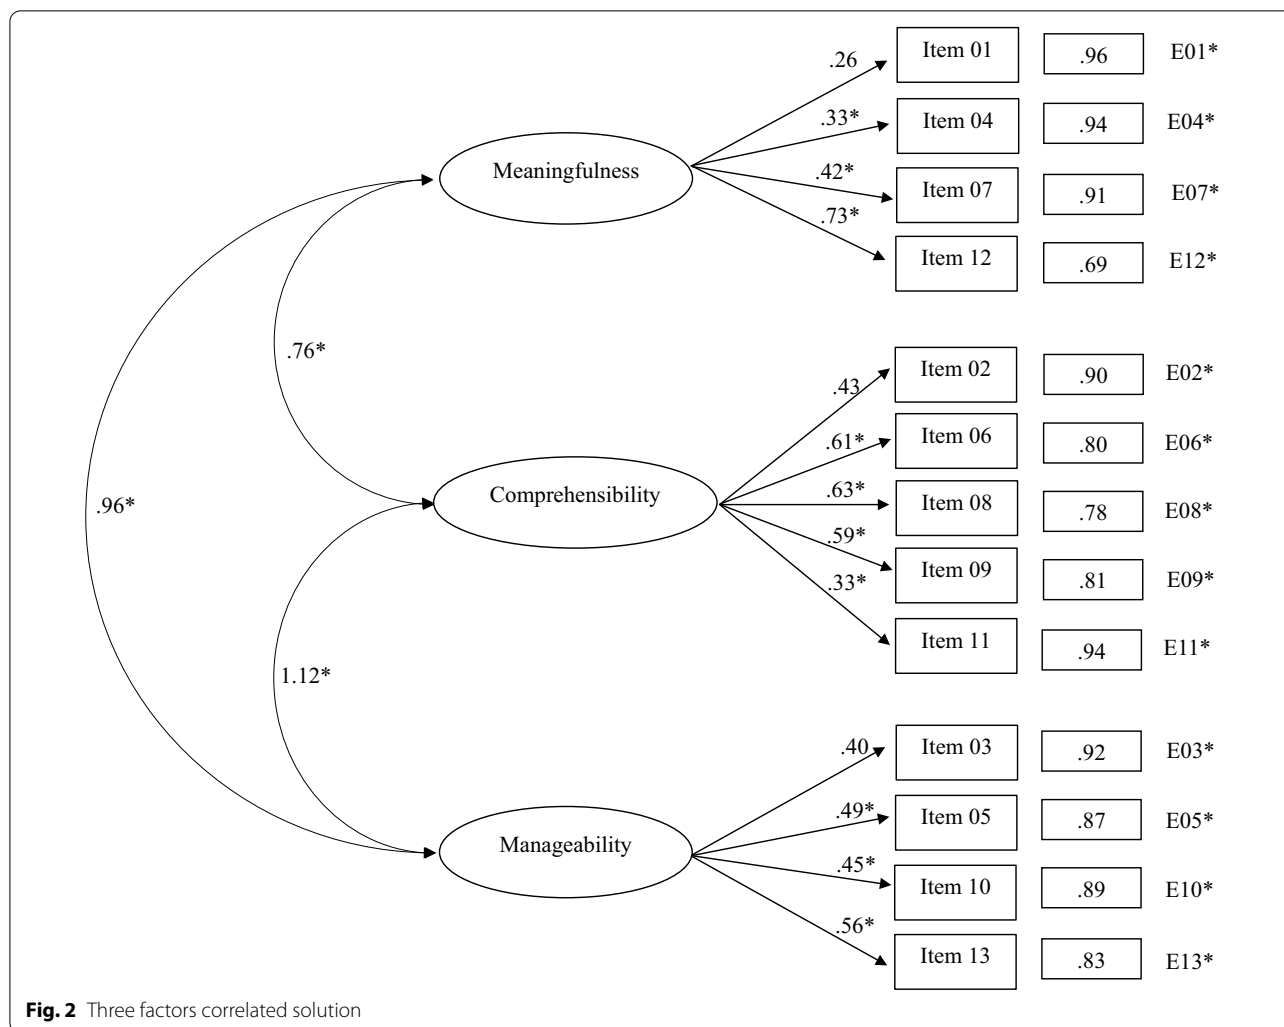 .26 Item 01 .96 E01*
.33* Item 04 .94 E04*
Meaningfulness
.42* Item 07 .91 E07*
.73* Item 12 .69 E12*
.76*
.43 Item 02 .90 E02*
.61* Item 06 .80 E06*
Comprehensibility
.96*
.63* Item 08 .78 E08*
.59* Item 09 .81 E09*
.33* Item 11 .94 E11*
1.12*
.40 Item 03 .92 E03*
.49* Item 05 .87 E05*
Manageability
.45* Item 10 .89 E10*
.56* Item 13 .83 E13*
Fig. 2 Three factors correlated solution